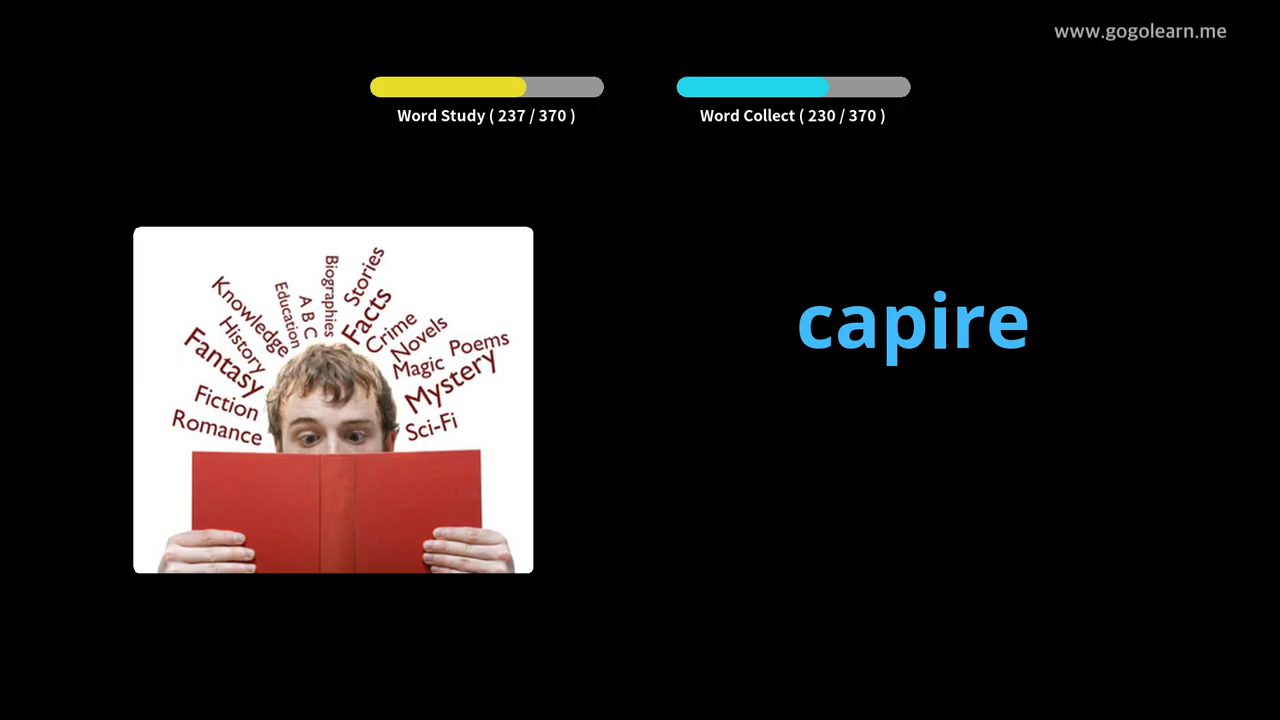 www.gogolearn.me
Word Study ( 237 / 370 )
Word Collect ( 230 / 370 )
Biographies
Stories
Education
A B C
Facts
Knowledge
Crime
History
Novels
Poems
Fantasy
Magic
Mystery
Fiction
Sci-Fi
Romance
capire